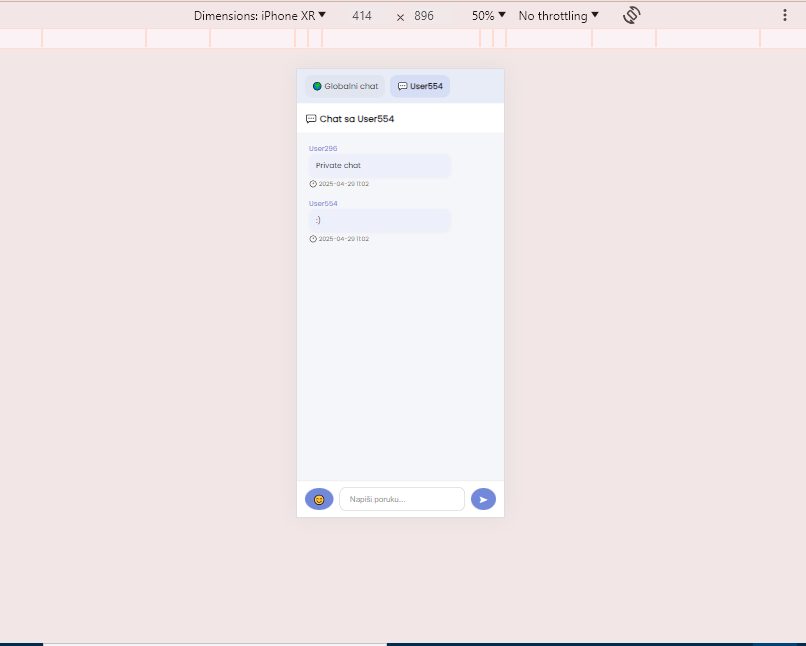 Dimensions: iPhone XR 414 × 896 50% No throttling
Globalni chat User554
Chat sa User554
User296
Private chat
2025-04-29 11:02
User554
:)
2025-04-29 11:02
Napiši poruku...